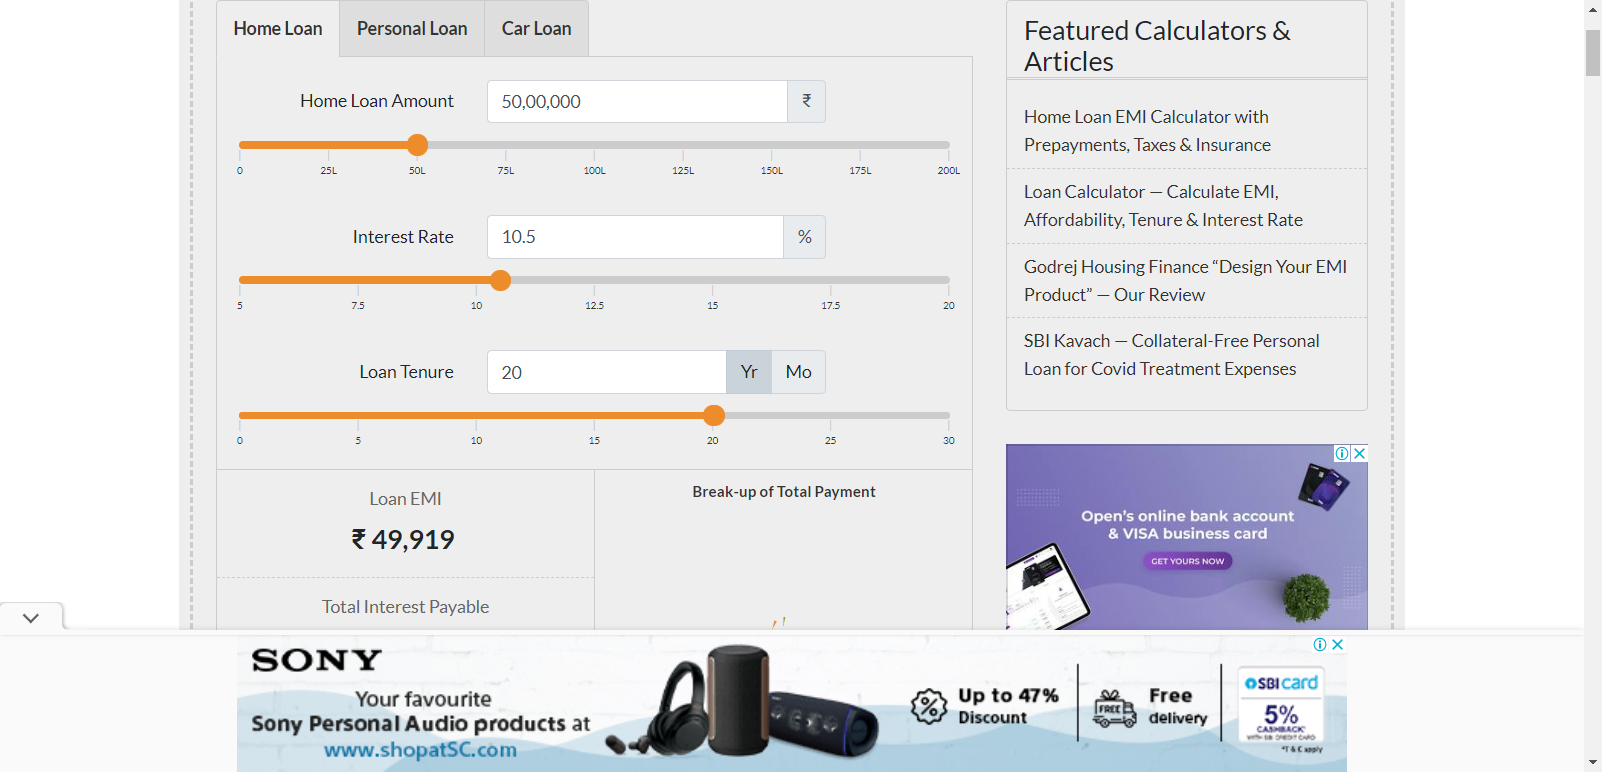 Home Loan
Personal Loan
Car Loan
Home Loan Amount
50,00,000
₹
0 25L 50L 75L 100L 125L 150L 175L 200L
Interest Rate
10.5
%
5 7.5 10 12.5 15 17.5 20
Loan Tenure
20
Yr
Mo
0 5 10 15 20 25 30
Loan EMI
₹ 49,919
Total Interest Payable
Break-up of Total Payment
Featured Calculators &
Articles
Home Loan EMI Calculator with
Prepayments, Taxes & Insurance
Loan Calculator — Calculate EMI,
Affordability, Tenure & Interest Rate
Godrej Housing Finance “Design Your EMI
Product” — Our Review
SBI Kavach — Collateral-Free Personal
Loan for Covid Treatment Expenses
Open's online bank account
& VISA business card
GET YOURS NOW
SONY
Your favourite
Sony Personal Audio products at
www.shopatSC.com
Up to 47%
Discount
FREE
Free
delivery
SBI card
5%
CASHBACK*
WITH SBI CREDIT CARD
*T & C apply